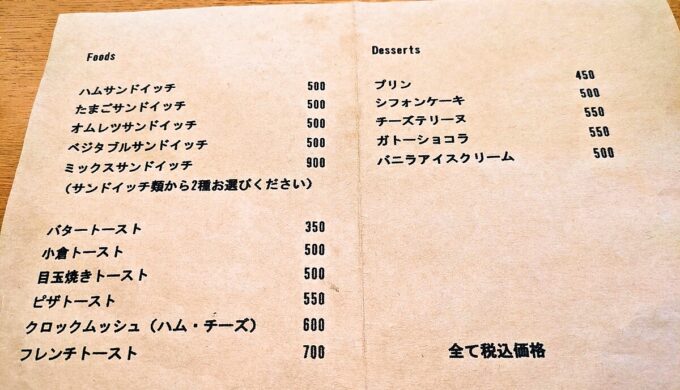 Foods
ハムサンドイッチ 500
たまごサンドイッチ 500
オムレツサンドイッチ 500
ベジタブルサンドイッチ 500
ミックスサンドイッチ 900
(サンドイッチ類から2種お選びください)
バタートースト 350
小倉トースト 500
目玉焼きトースト 500
ピザトースト 550
クロックムッシュ(ハム・チーズ) 600
フレンチトースト 700
Desserts
プリン 450
シフォンケーキ 500
チーズテリーヌ 550
ガトーショコラ 550
バニラアイスクリーム 500
全て税込価格